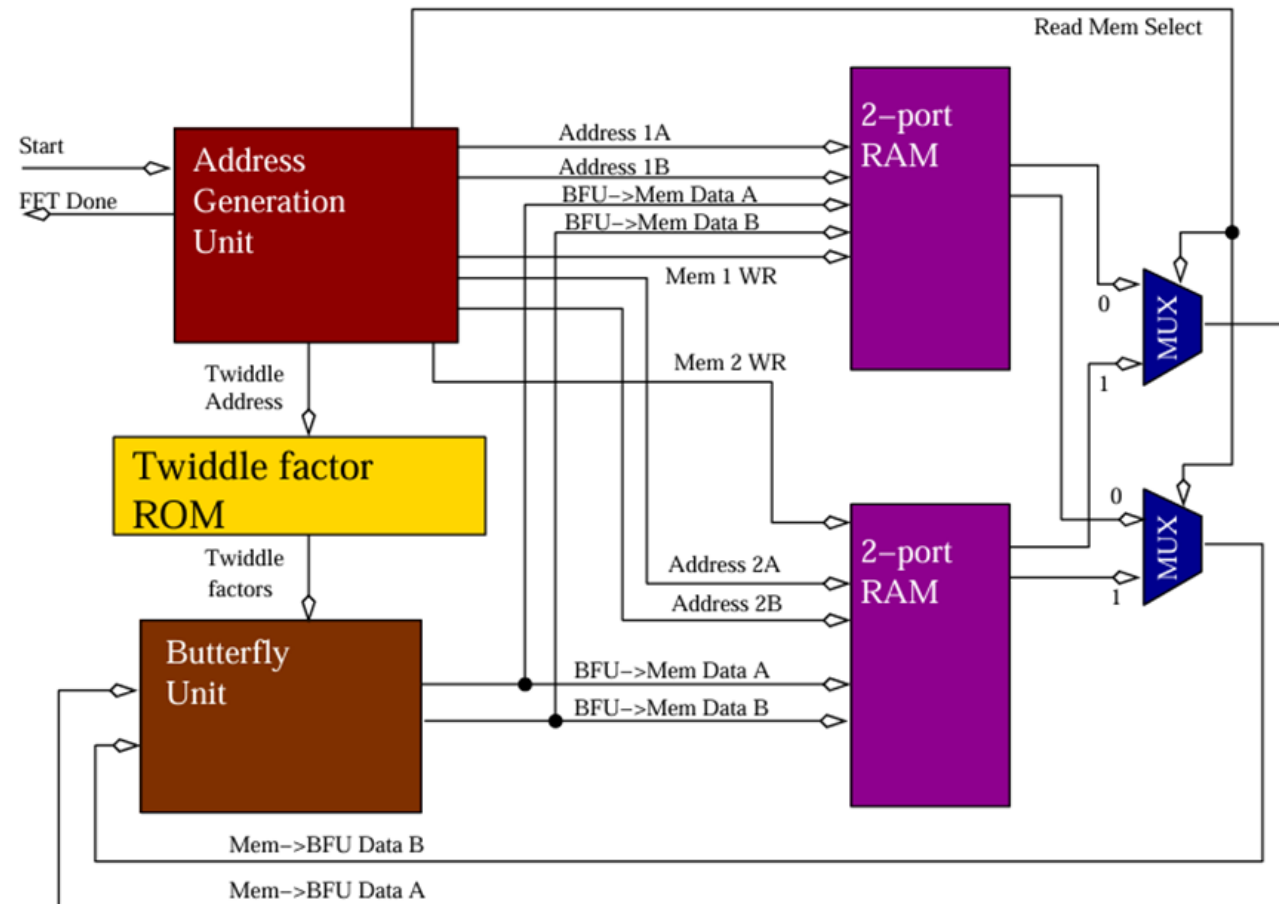 Read Mem Select
Start
FFT Done
Address
Generation
Unit
Address 1A
Address 1B
BFU−>Mem Data A
BFU−>Mem Data B
Mem 1 WR
2−port
RAM
0
MUX
1
Mem 2 WR
Twiddle
Address
Twiddle factor
ROM
Twiddle
factors
Address 2A
Address 2B
2−port
RAM
0
MUX
1
Butterfly
Unit
BFU−>Mem Data A
BFU−>Mem Data B
Mem−>BFU Data B
Mem−>BFU Data A